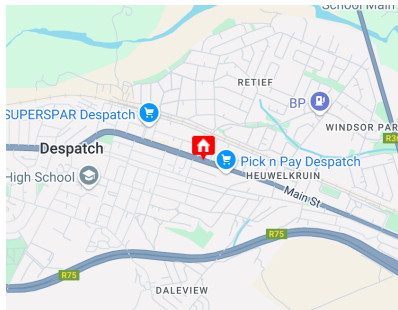 School Main
RETIEF
BP
SUPERSPAR Despatch
WINDSOR PAR
R3
Despatch
Pick n Pay Despatch
High School
HEUWELKRUIN
Main St
R75
R75
DALEVIEW